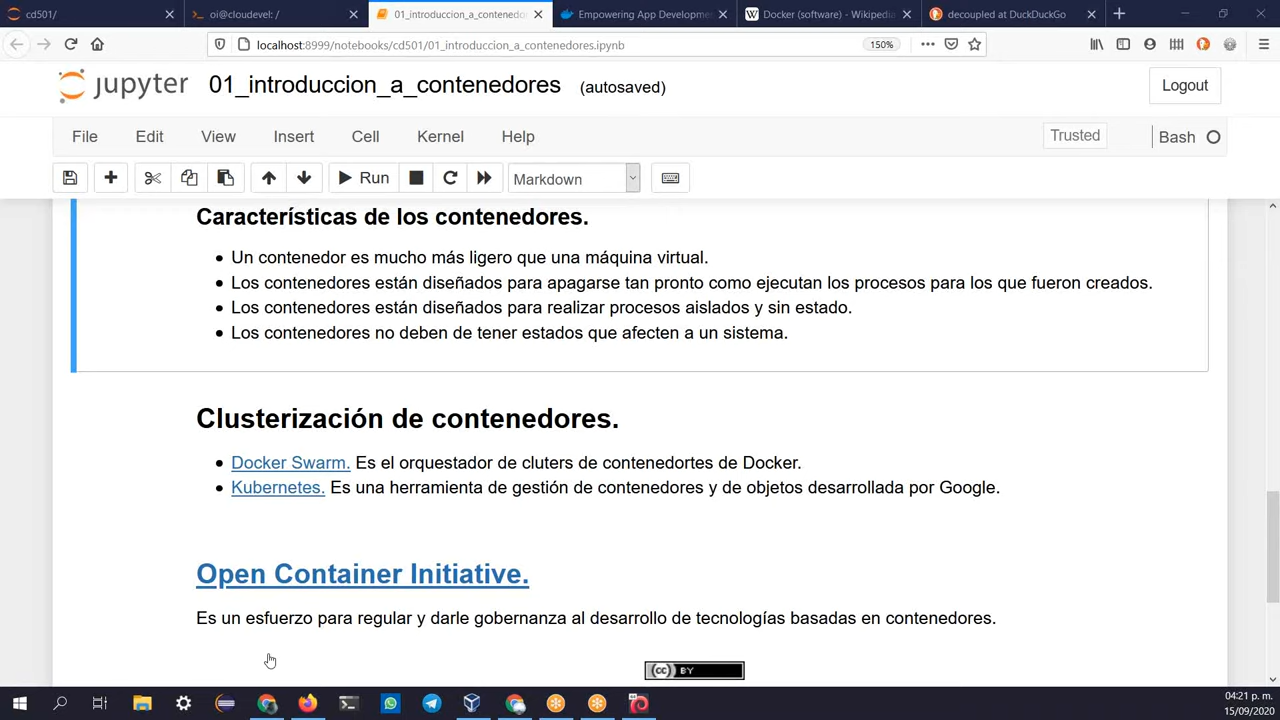 cd501/
oi@cloudevel: /
01_introduccion_a_contenedo
Empowering App Developme
Docker (software) - Wikipedia
decoupled at DuckDuckGo
localhost:8999/notebooks/cd501/01_introduccion_a_contenedores.ipynb
150%
jupyter
01_introduccion_a_contenedores
(autosaved)
Logout
File
Edit
View
Insert
Cell
Kernel
Help
Trusted
Bash
Run
Markdown
Características de los contenedores.
Un contenedor es mucho más ligero que una máquina virtual.
Los contenedores están diseñados para apagarse tan pronto como ejecutan los procesos para los que fueron creados.
Los contenedores están diseñados para realizar procesos aislados y sin estado.
Los contenedores no deben de tener estados que afecten a un sistema.
Clusterización de contenedores.
Docker Swarm. Es el orquestador de cluters de contenedortes de Docker.
Kubernetes. Es una herramienta de gestión de contenedores y de objetos desarrollada por Google.
Open Container Initiative.
Es un esfuerzo para regular y darle gobernanza al desarrollo de tecnologías basadas en contenedores.
(cc) BY
04:21 p. m.
15/09/2020